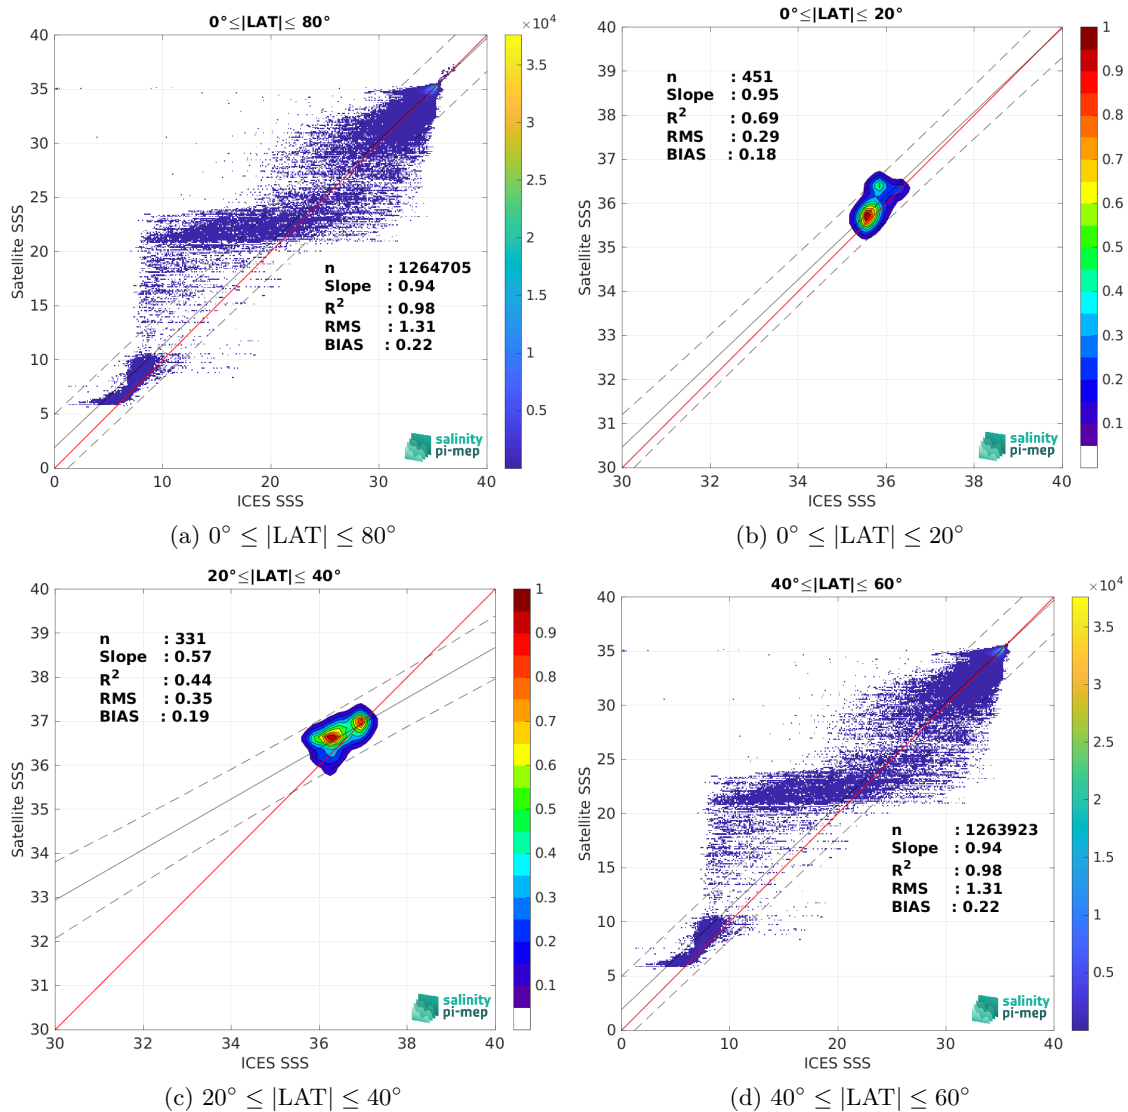 0°≤|LAT|≤ 80°
×10⁴
40
35
30
25
20
15
10
5
0
0 10 20 30 40
Satellite SSS
ICES SSS
n : 1264705
Slope : 0.94
R² : 0.98
RMS : 1.31
BIAS : 0.22
3.5
3
2.5
2
1.5
1
0.5
salinity
pi-mep
(a) 0° ≤ |LAT| ≤ 80°
0°≤|LAT|≤ 20°
40
39
38
37
36
35
34
33
32
31
30
30 32 34 36 38 40
Satellite SSS
ICES SSS
n : 451
Slope : 0.95
R² : 0.69
RMS : 0.29
BIAS : 0.18
1
0.9
0.8
0.7
0.6
0.5
0.4
0.3
0.2
0.1
salinity
pi-mep
(b) 0° ≤ |LAT| ≤ 20°
20°≤|LAT|≤ 40°
40
39
38
37
36
35
34
33
32
31
30
30 32 34 36 38 40
Satellite SSS
ICES SSS
n : 331
Slope : 0.57
R² : 0.44
RMS : 0.35
BIAS : 0.19
1
0.9
0.8
0.7
0.6
0.5
0.4
0.3
0.2
0.1
salinity
pi-mep
(c) 20° ≤ |LAT| ≤ 40°
40°≤|LAT|≤ 60°
×10⁴
40
35
30
25
20
15
10
5
0
0 10 20 30 40
Satellite SSS
ICES SSS
n : 1263923
Slope : 0.94
R² : 0.98
RMS : 1.31
BIAS : 0.22
3.5
3
2.5
2
1.5
1
0.5
salinity
pi-mep
(d) 40° ≤ |LAT| ≤ 60°